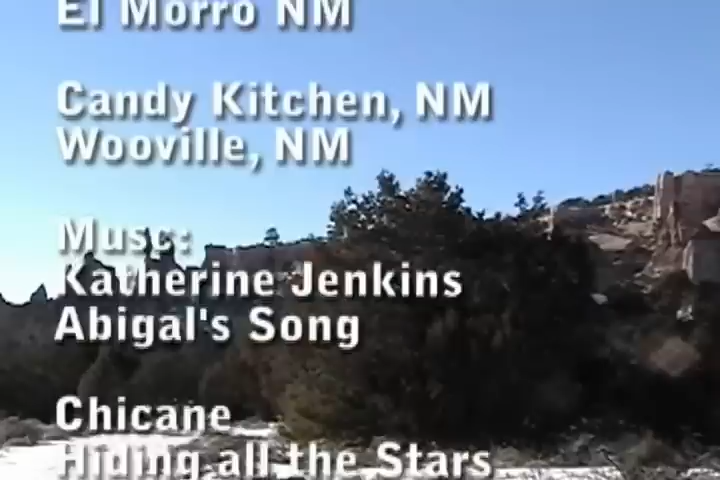 El Morro NM
Candy Kitchen, NM
Wooville, NM
Musc:
Katherine Jenkins
Abigal's Song
Chicane
Hiding all the Stars